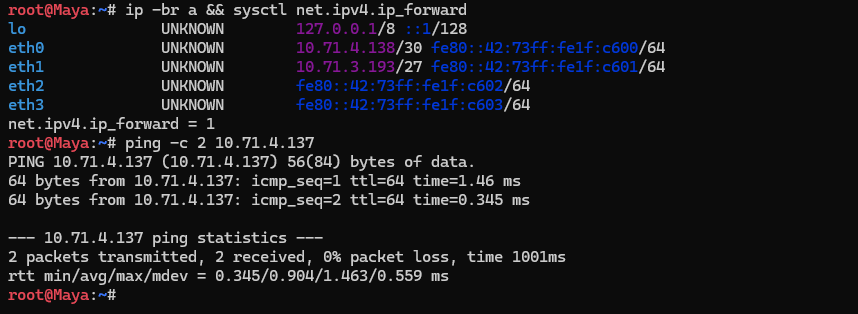 root@Maya:~# ip -br a && sysctl net.ipv4.ip_forward
lo               UNKNOWN        127.0.0.1/8 ::1/128
eth0             UNKNOWN        10.71.4.138/30 fe80::42:73ff:fe1f:c600/64
eth1             UNKNOWN        10.71.3.193/27 fe80::42:73ff:fe1f:c601/64
eth2             UNKNOWN        fe80::42:73ff:fe1f:c602/64
eth3             UNKNOWN        fe80::42:73ff:fe1f:c603/64
net.ipv4.ip_forward = 1
root@Maya:~# ping -c 2 10.71.4.137
PING 10.71.4.137 (10.71.4.137) 56(84) bytes of data.
64 bytes from 10.71.4.137: icmp_seq=1 ttl=64 time=1.46 ms
64 bytes from 10.71.4.137: icmp_seq=2 ttl=64 time=0.345 ms

--- 10.71.4.137 ping statistics ---
2 packets transmitted, 2 received, 0% packet loss, time 1001ms
rtt min/avg/max/mdev = 0.345/0.904/1.463/0.559 ms
root@Maya:~#